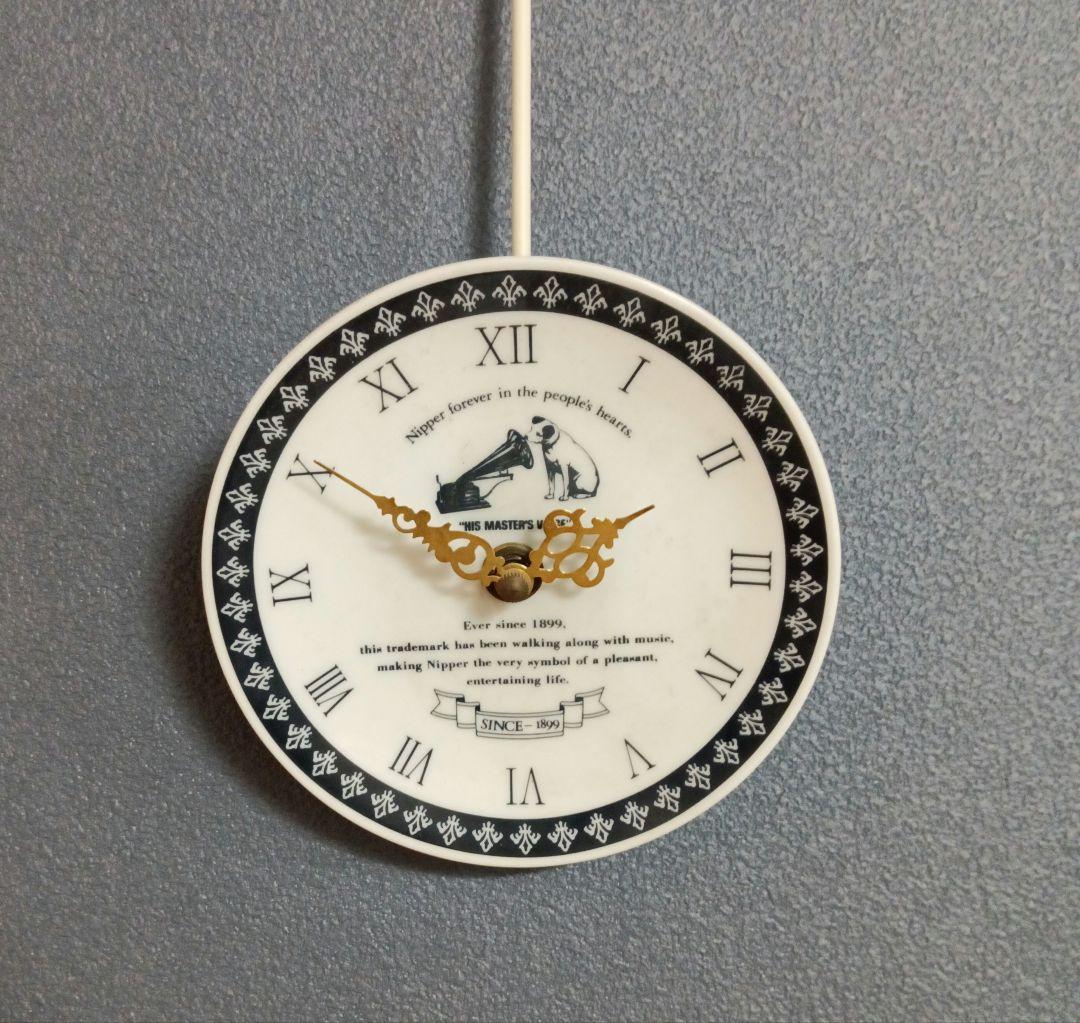 XII
XI
I
Nipper forever in the people's hearts.
X
II
"HIS MASTER'S VOICE"
IX
III
Ever since 1899,
this trademark has been walking along with music,
making Nipper the very symbol of a pleasant,
entertaining life.
VIII
IV
SINCE-1899
VII
V
VI